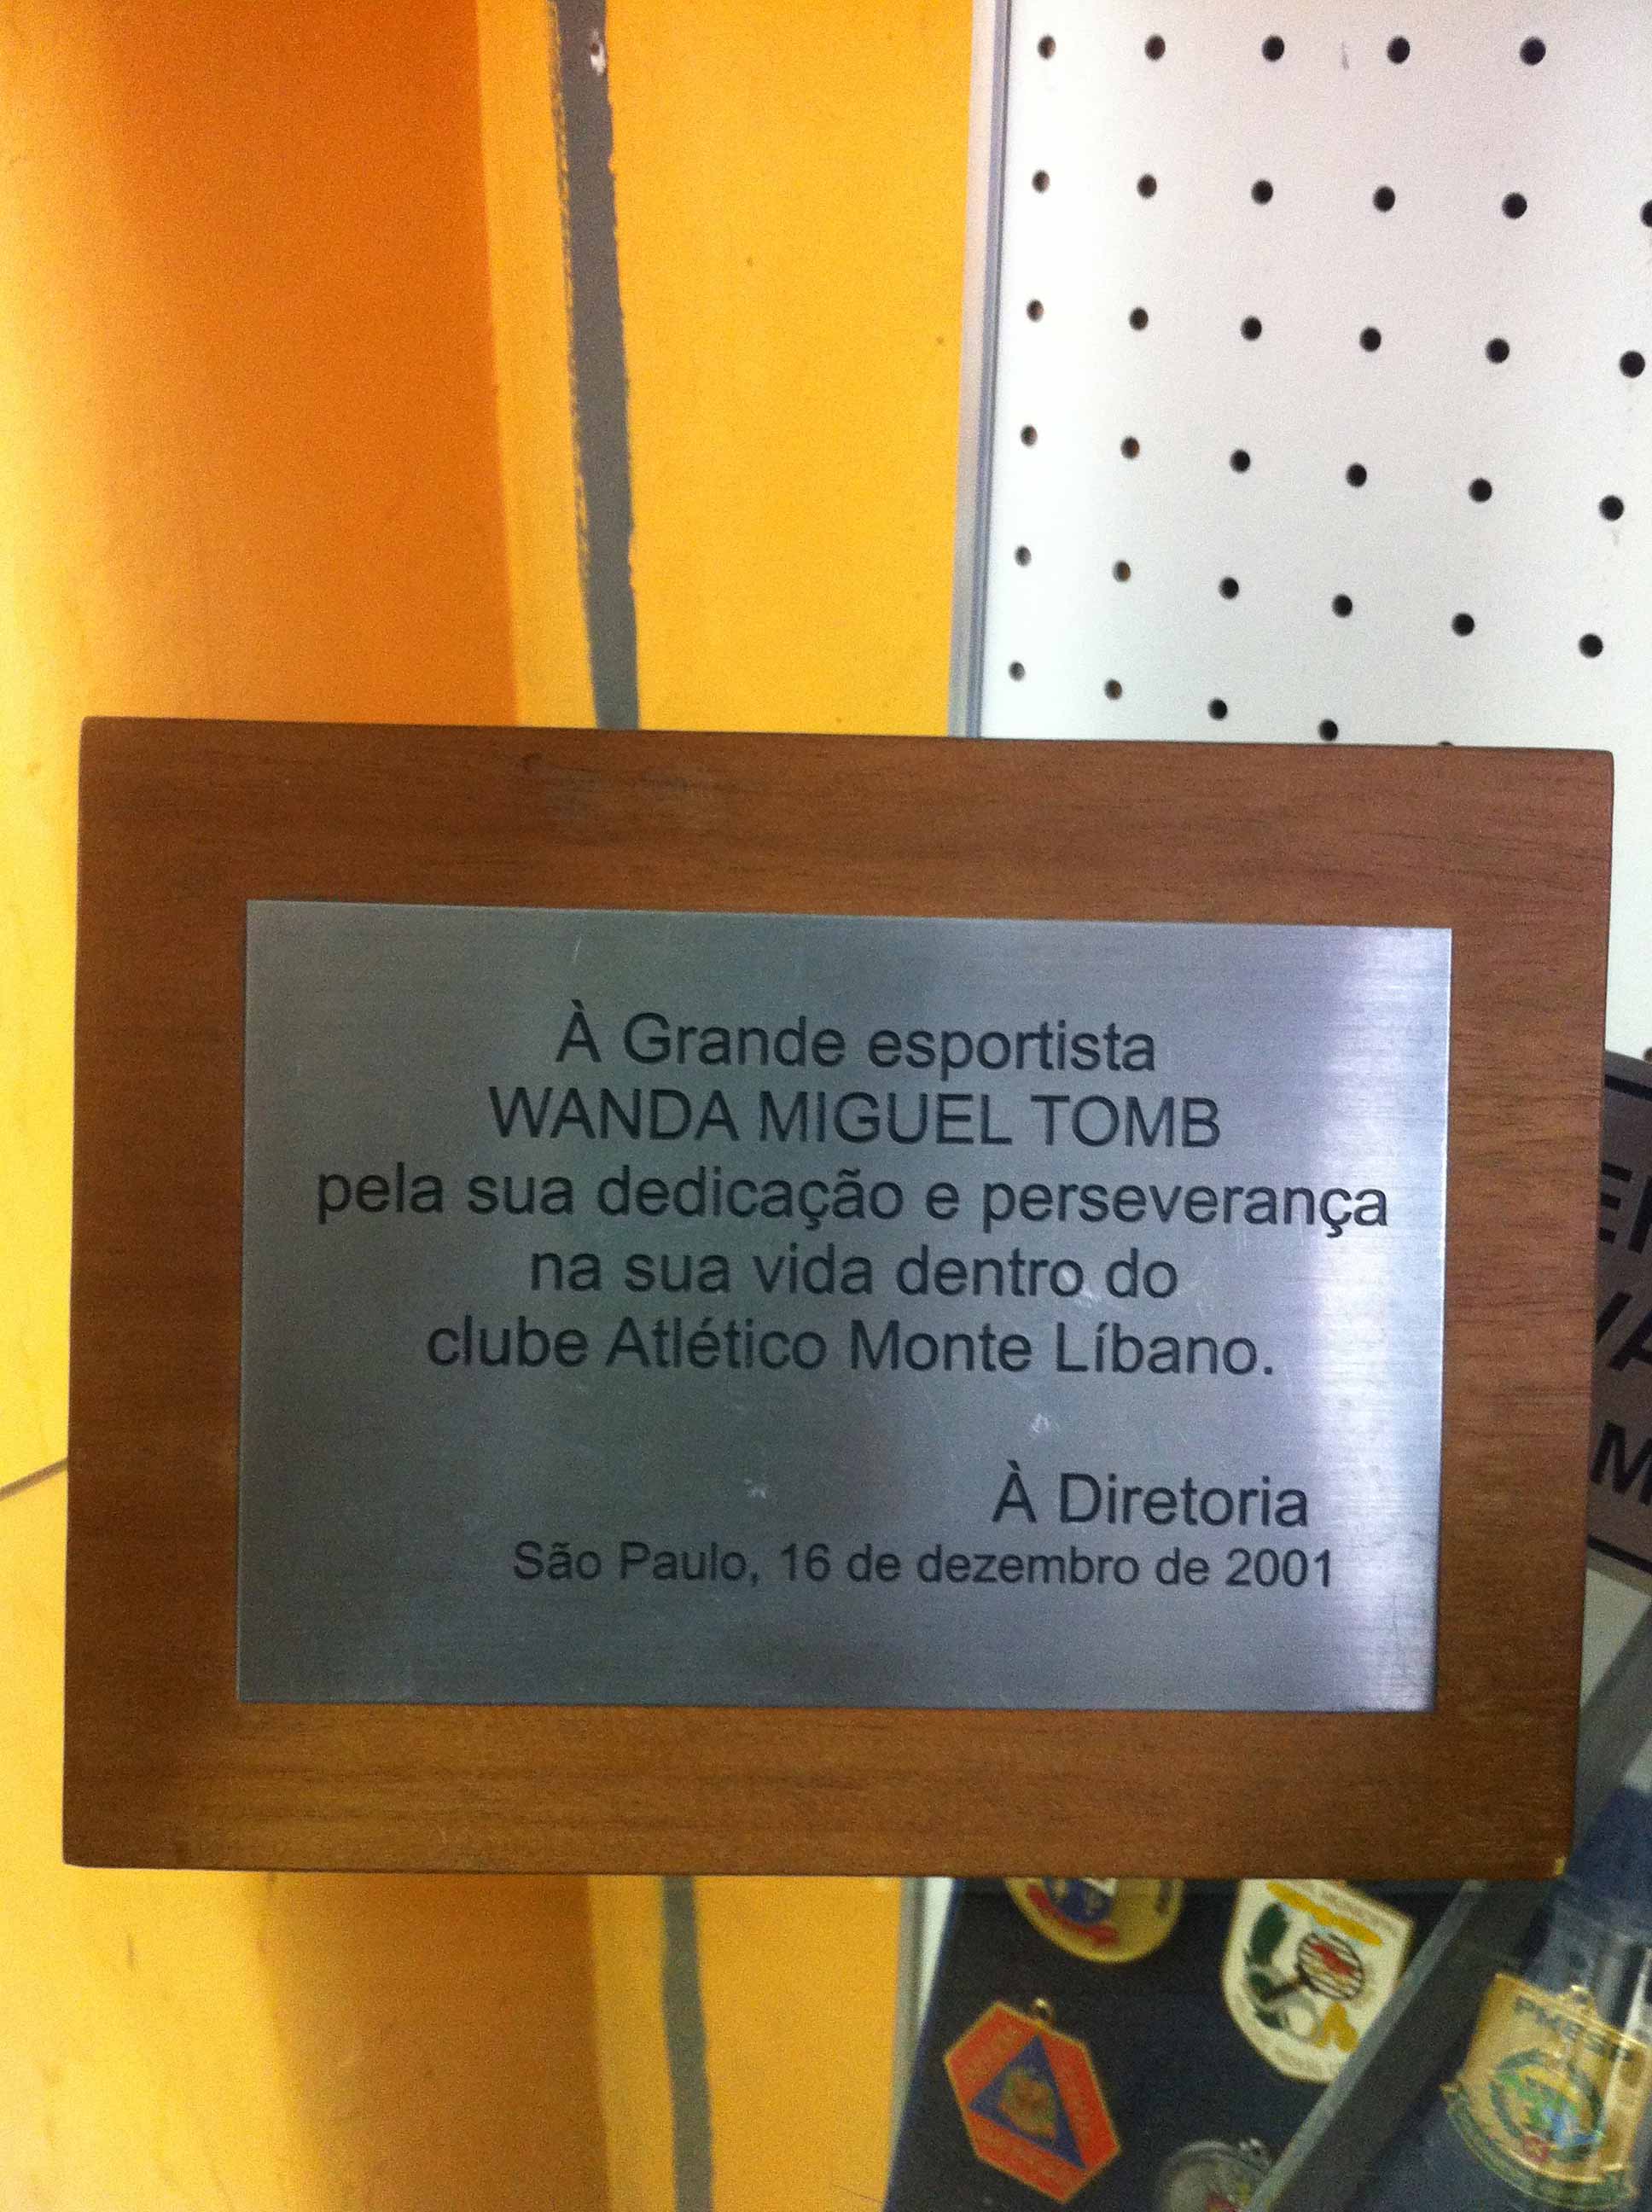 À Grande esportista
WANDA MIGUEL TOMB
pela sua dedicação e perseverança
na sua vida dentro do
clube Atlético Monte Líbano.
À Diretoria
São Paulo, 16 de dezembro de 2001